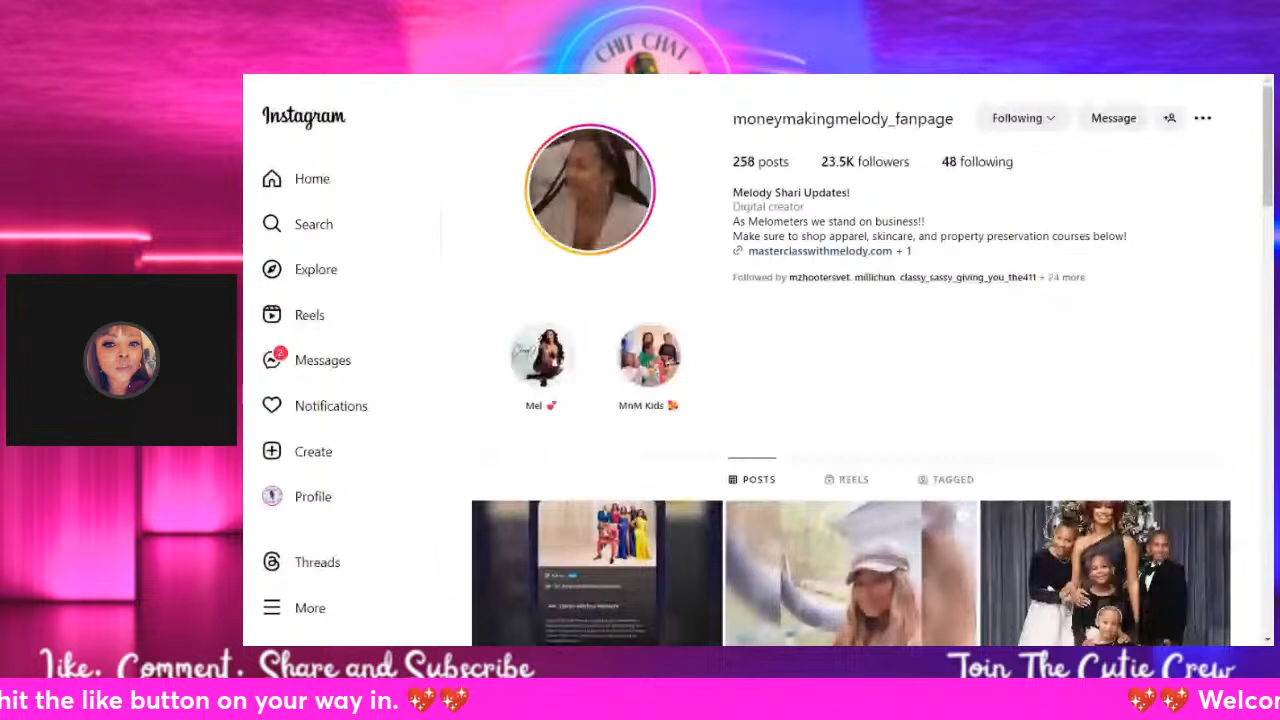 CHIT CHAT
Instagram
moneymakingmelody_fanpage
Following
Message
258 posts
23.5K followers
48 following
Melody Shari Updates!
Digital creator
As Melometers we stand on business!!
Make sure to shop apparel, skincare, and property preservation courses below!
masterclasswithmelody.com + 1
Followed by mzhootersvet, millichun, classy_sassy_giving_you_the411 + 24 more
Home
Search
Explore
Reels
2
Messages
Notifications
Create
Profile
Threads
More
Mel 💕
MnM Kids
POSTS
REELS
TAGGED
Like. Comment. Share and Subscribe
Join The Cutie Crew
hit the like button on your way in. 💖💖
💖💖 Welcor